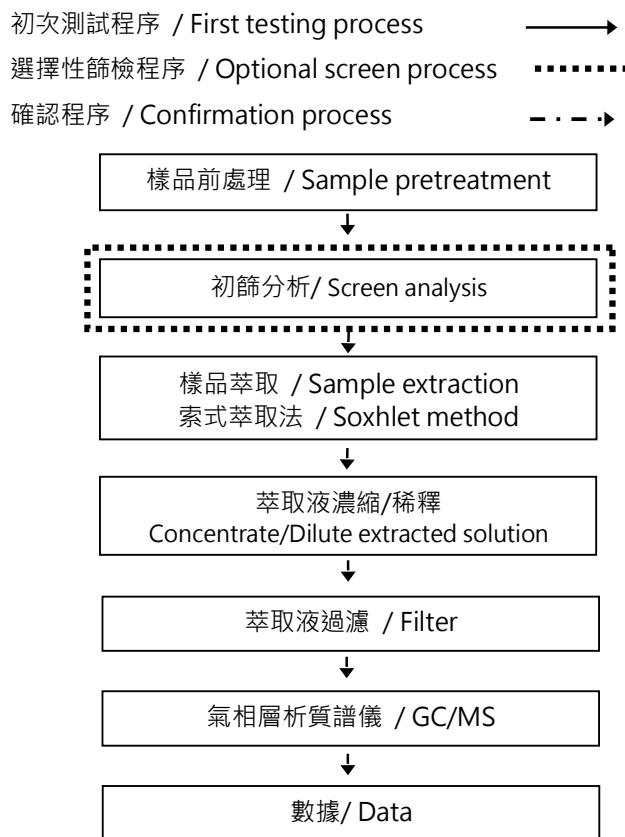 初次測試程序 / First testing process
選擇性篩檢程序 / Optional screen process
確認程序 / Confirmation process
樣品前處理 / Sample pretreatment
初篩分析/ Screen analysis
樣品萃取 / Sample extraction
索式萃取法 / Soxhlet method
萃取液濃縮/稀釋
Concentrate/Dilute extracted solution
萃取液過濾 / Filter
氣相層析質譜儀 / GC/MS
數據/ Data